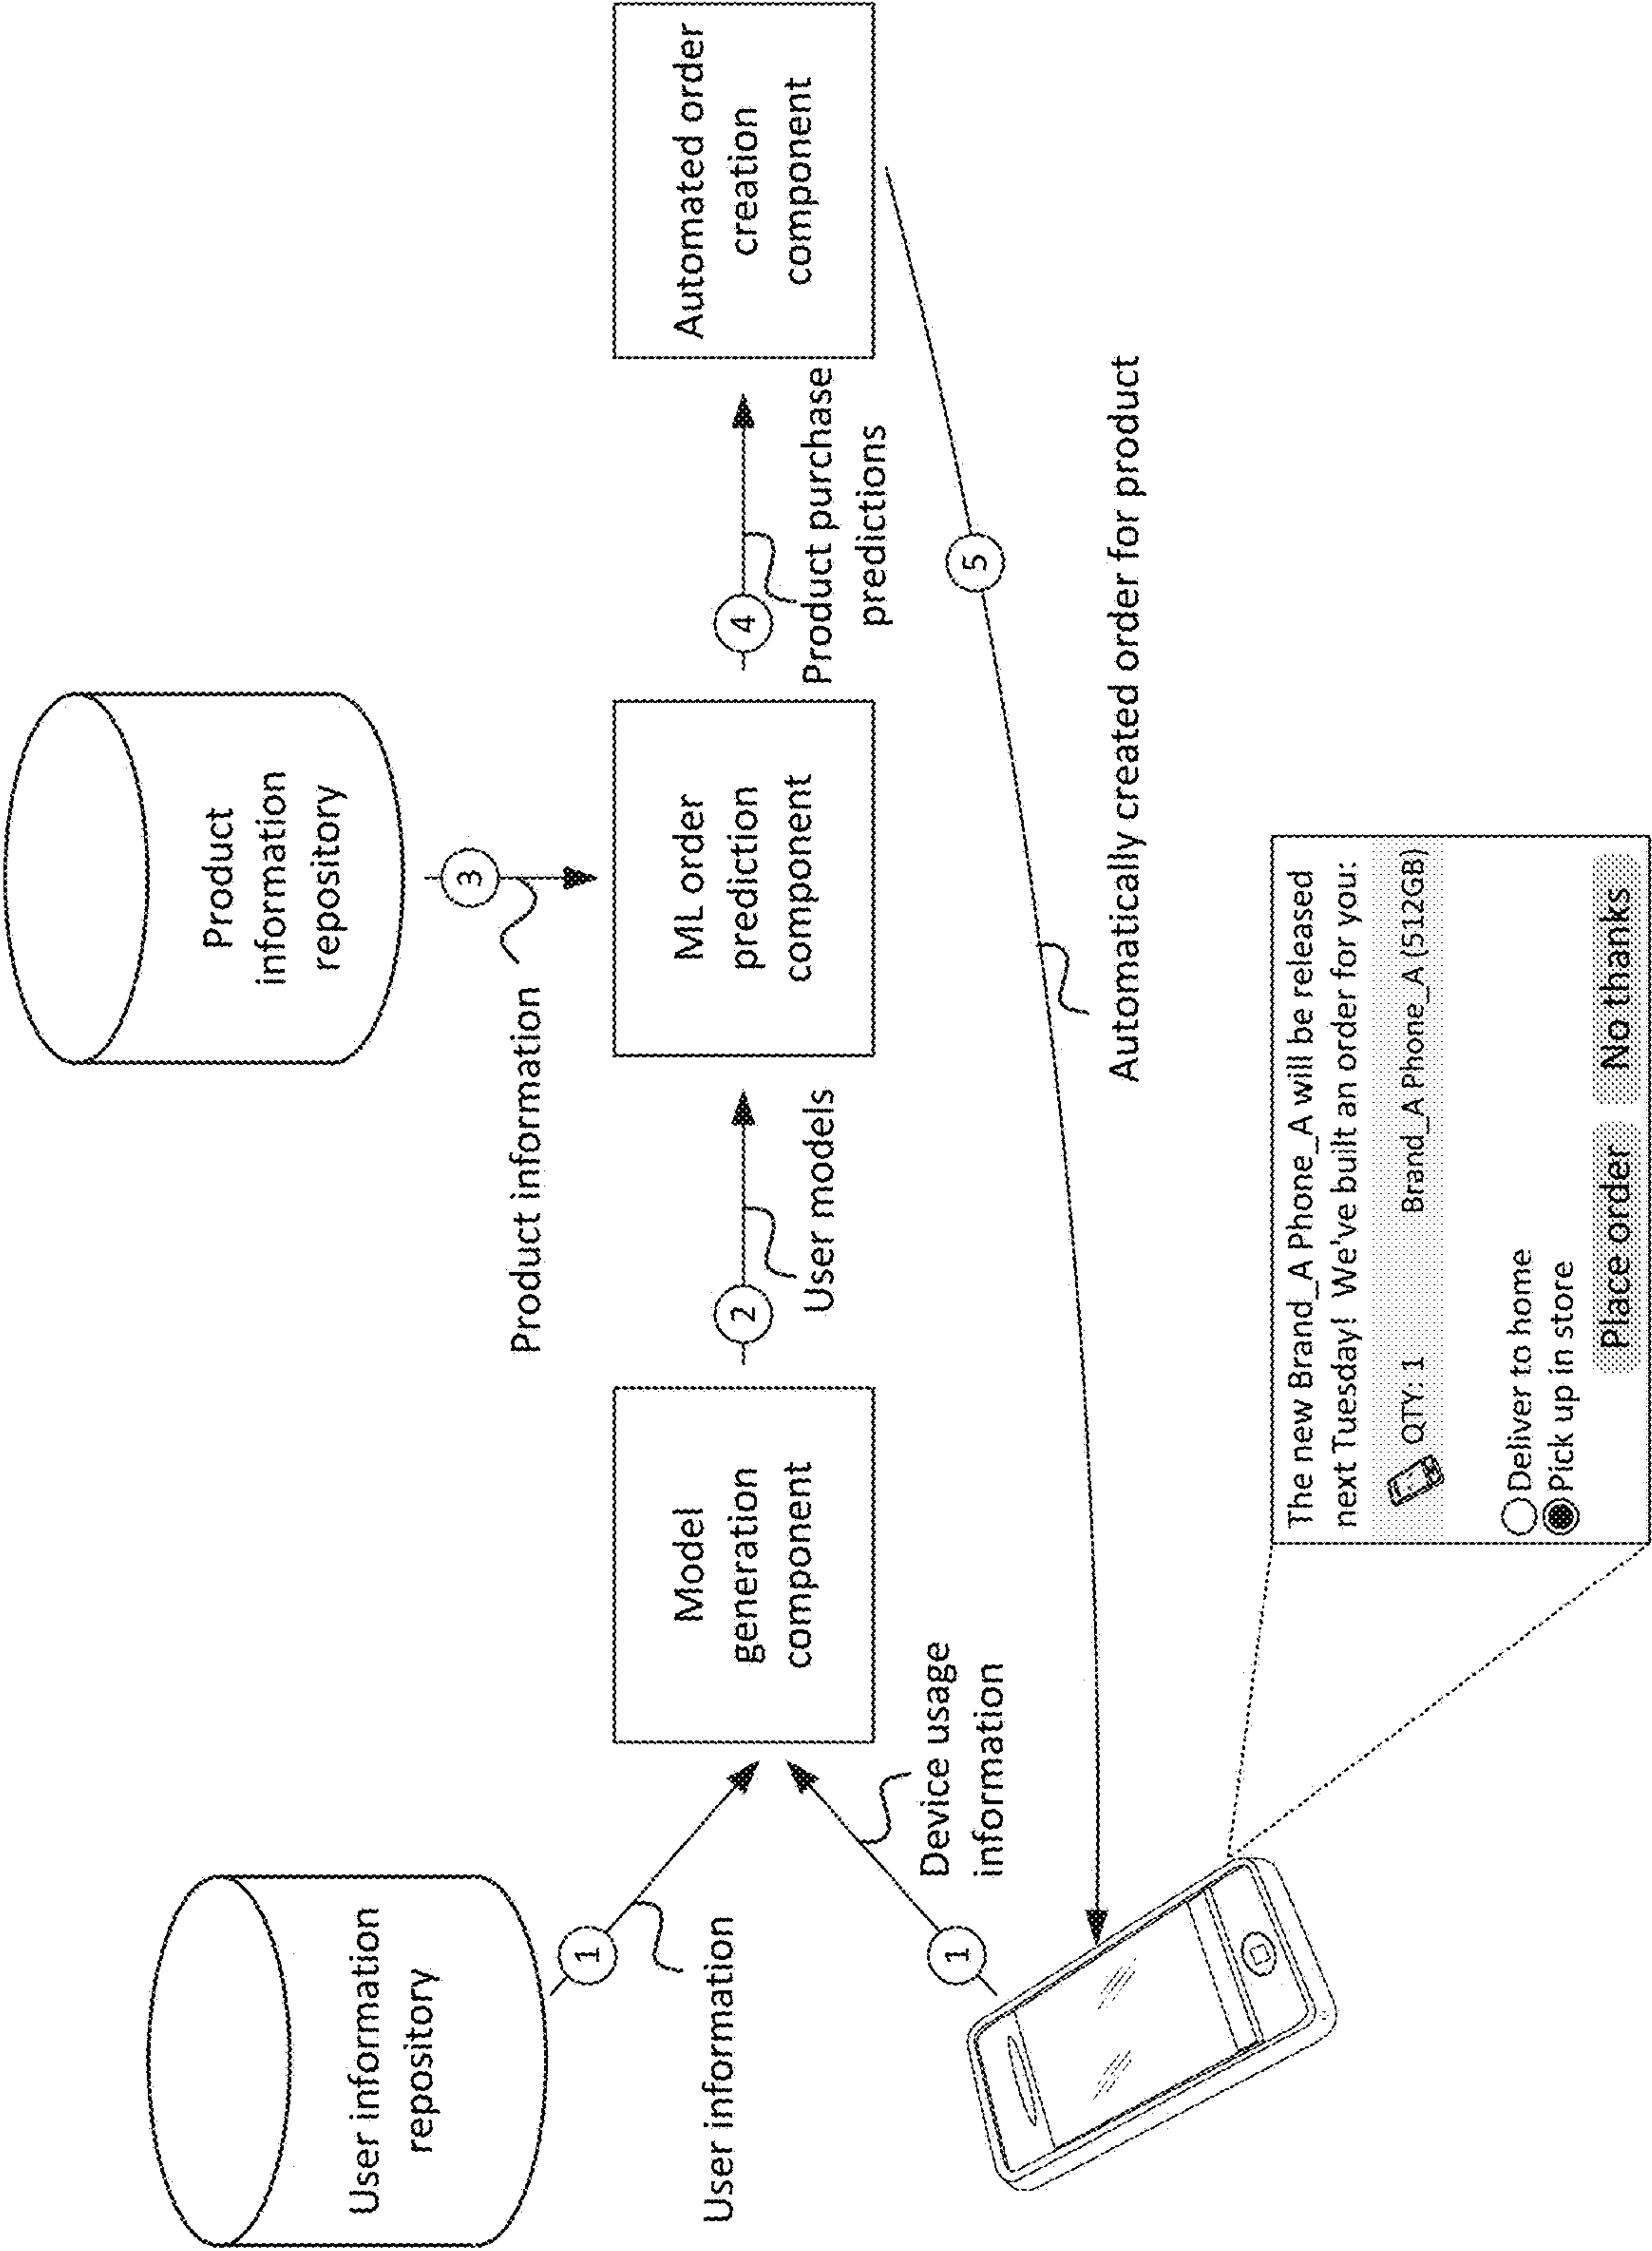 User information
repository
1
User information
1
Device usage
information
Model
generation
component
2
User models
Product
information
repository
3
Product information
ML order
prediction
component
4
Product purchase
predictions
Automated order
creation
component
5
Automatically created order for product
The new Brand_A Phone_A will be released
next Tuesday! We've built an order for you:
QTY: 1 Brand_A Phone_A (512GB)
Deliver to home
Pick up in store
Place order No thanks